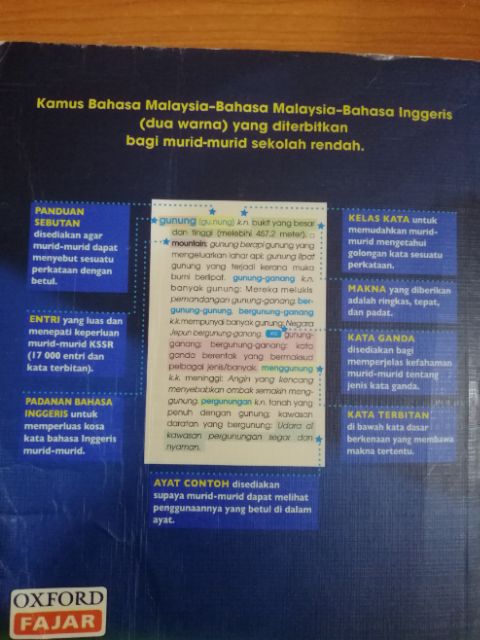 Kamus Bahasa Malaysia-Bahasa Malaysia-Bahasa Inggeris
(dua warna) yang diterbitkan
bagi murid-murid sekolah rendah.
PANDUAN
SEBUTAN
disediakan agar
murid-murid dapat
menyebut sesuatu
perkataan dengan
betul.
ENTRI yang luas dan
menepati keperluan
murid-murid KSSR
(17 000 entri dan
kata terbitan).
PADANAN BAHASA
INGGERIS untuk
memperluas kosa
kata bahasa Inggeris
murid-murid.
gunung (gu.nung) k.n. bukit yang besar
dan tinggi (melebihi 457.2 meter). □
mountain: gunung berapi gunung yang
mengeluarkan lahar api; gunung lipat
gunung yang terjadi kerana muka
bumi berlipat. gunung-ganang k.n.
banyak gunung: Mereka melukis
pemandangan gunung-ganang. ber-
gunung-gunung, bergunung-ganang
k.k. mempunyai banyak gunung: Negara
Jepun bergunung-ganang. gunung-
ganang; bergunung-ganang: kata
ganda berentak yang bermaksud
pelbagai jenis/banyak. menggunung
k.k. meninggi: Angin yang kencang
menyebabkan ombak semakin meng-
gunung. pergunungan k.n. tanah yang
penuh dengan gunung; kawasan
daratan yang bergunung: Udara di
kawasan pergunungan segar dan
nyaman.
KELAS KATA untuk
memudahkan murid-
murid mengetahui
golongan kata sesuatu
perkataan.
MAKNA yang diberikan
adalah ringkas, tepat,
dan padat.
KATA GANDA
disediakan bagi
memperjelas kefahaman
murid-murid tentang
jenis kata ganda.
KATA TERBITAN
di bawah kata dasar
berkenaan yang membawa
makna tertentu.
AYAT CONTOH disediakan
supaya murid-murid dapat melihat
penggunaannya yang betul di dalam
ayat.
OXFORD
FAJAR